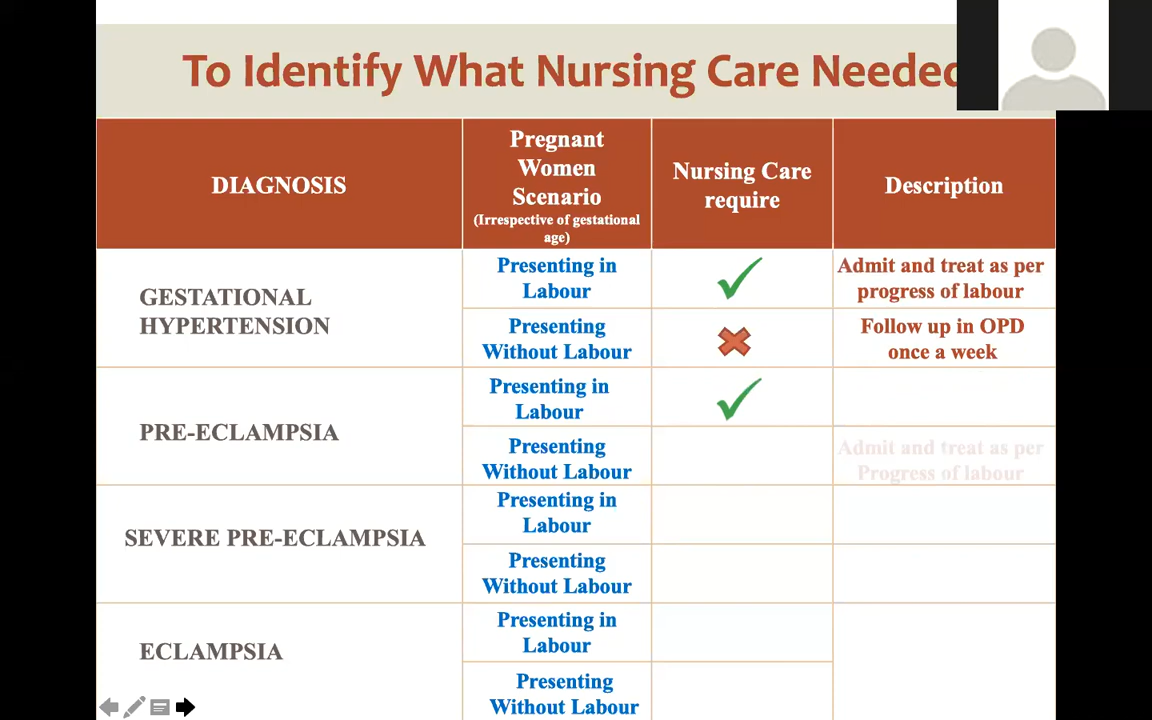 To Identify What Nursing Care Needed
DIAGNOSIS
Pregnant
Women
Scenario
(Irrespective of gestational
age)
Nursing Care
require
Description
GESTATIONAL
HYPERTENSION
Presenting in
Labour
Admit and treat as per
progress of labour
Presenting
Without Labour
Follow up in OPD
once a week
PRE-ECLAMPSIA
Presenting in
Labour
Presenting
Without Labour
Admit and treat as per
Progress of labour
SEVERE PRE-ECLAMPSIA
Presenting in
Labour
Presenting
Without Labour
ECLAMPSIA
Presenting in
Labour
Presenting
Without Labour